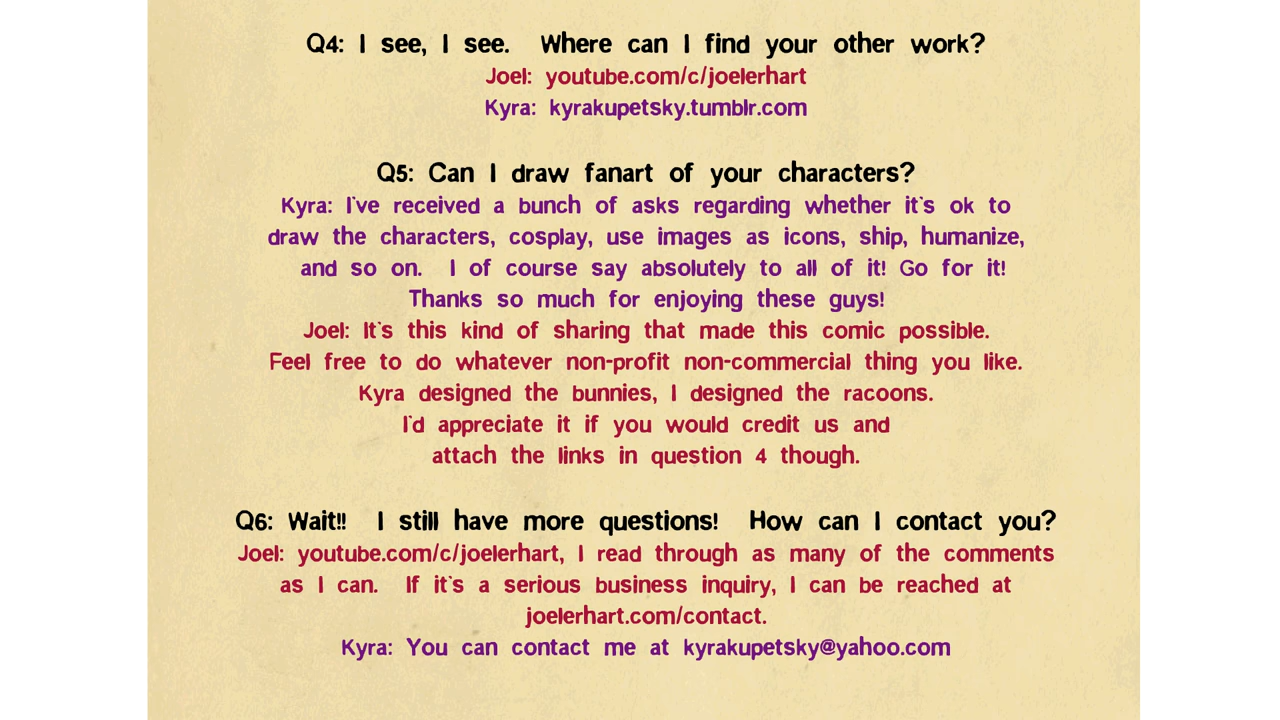 Q4: I see, I see. Where can I find your other work?
Joel: youtube.com/c/joelerhart
Kyra: kyrakupetsky.tumblr.com
Q5: Can I draw fanart of your characters?
Kyra: I've received a bunch of asks regarding whether it's ok to
draw the characters, cosplay, use images as icons, ship, humanize,
and so on. I of course say absolutely to all of it! Go for it!
Thanks so much for enjoying these guys!
Joel: It's this kind of sharing that made this comic possible.
Feel free to do whatever non-profit non-commercial thing you like.
Kyra designed the bunnies, I designed the racoons.
I'd appreciate it if you would credit us and
attach the links in question 4 though.
Q6: Wait!! I still have more questions! How can I contact you?
Joel: youtube.com/c/joelerhart, I read through as many of the comments
as I can. If it's a serious business inquiry, I can be reached at
joelerhart.com/contact.
Kyra: You can contact me at kyrakupetsky@yahoo.com